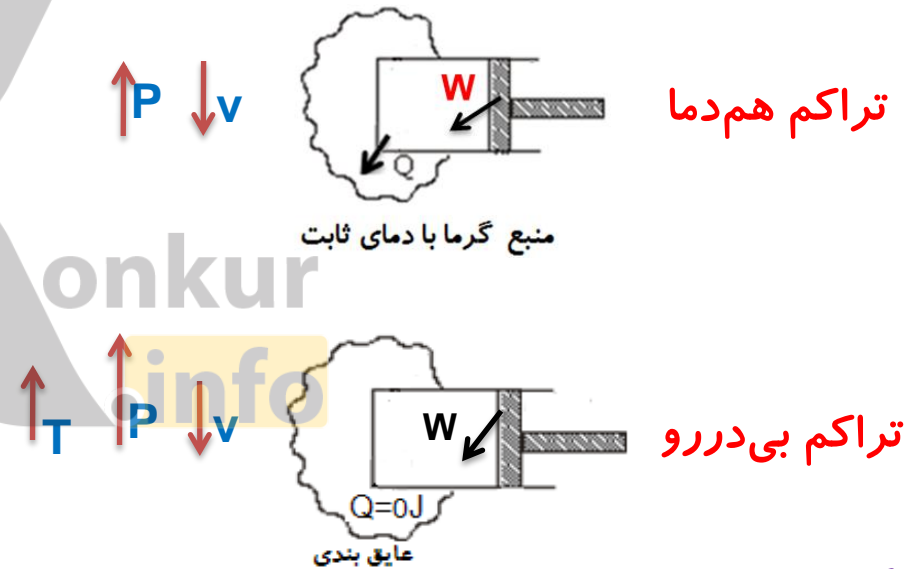 P v W تراکم هم‌دما
Q
منبع گرما با دمای ثابت
onkur
.info
T P v W تراکم بی‌دررو
Q=0J
عایق بندی